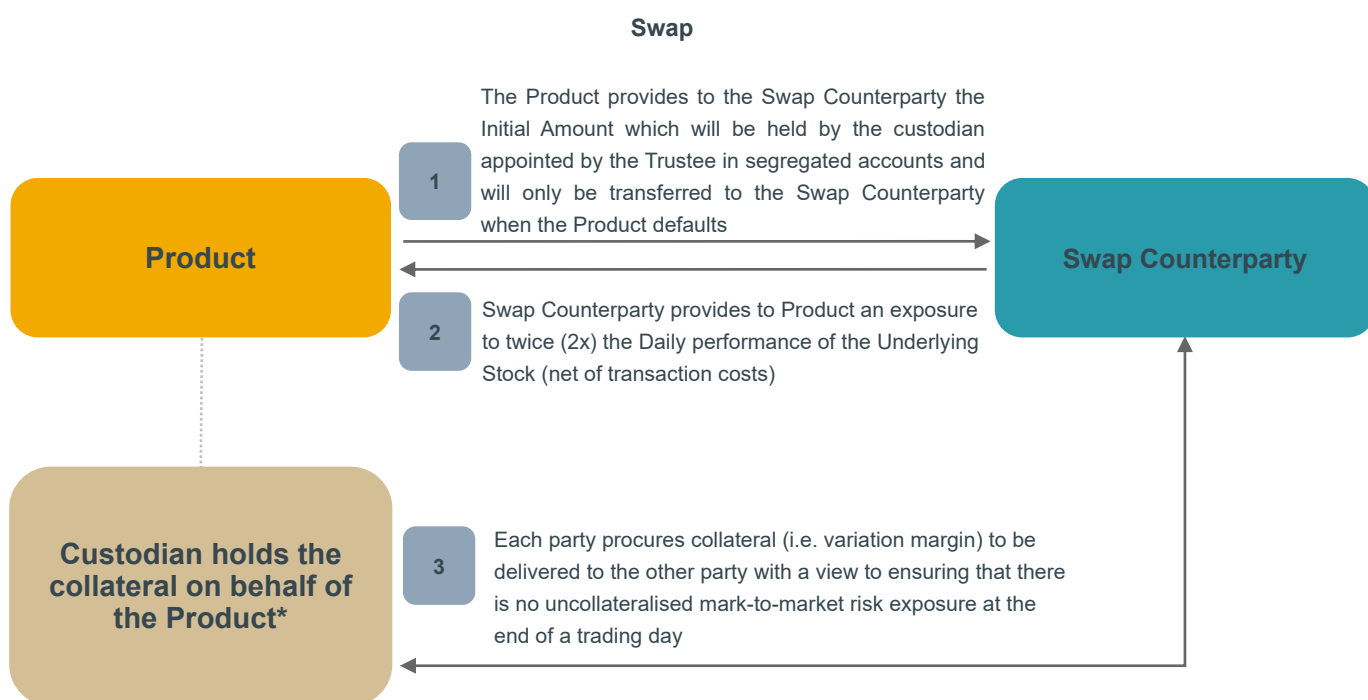 Swap
The Product provides to the Swap Counterparty the
Initial Amount which will be held by the custodian
appointed by the Trustee in segregated accounts and
will only be transferred to the Swap Counterparty
when the Product defaults
1
Product
Swap Counterparty
2
Swap Counterparty provides to Product an exposure
to twice (2x) the Daily performance of the Underlying
Stock (net of transaction costs)
Custodian holds the
collateral on behalf of
the Product*
3
Each party procures collateral (i.e. variation margin) to be
delivered to the other party with a view to ensuring that there
is no uncollateralised mark-to-market risk exposure at the
end of a trading day